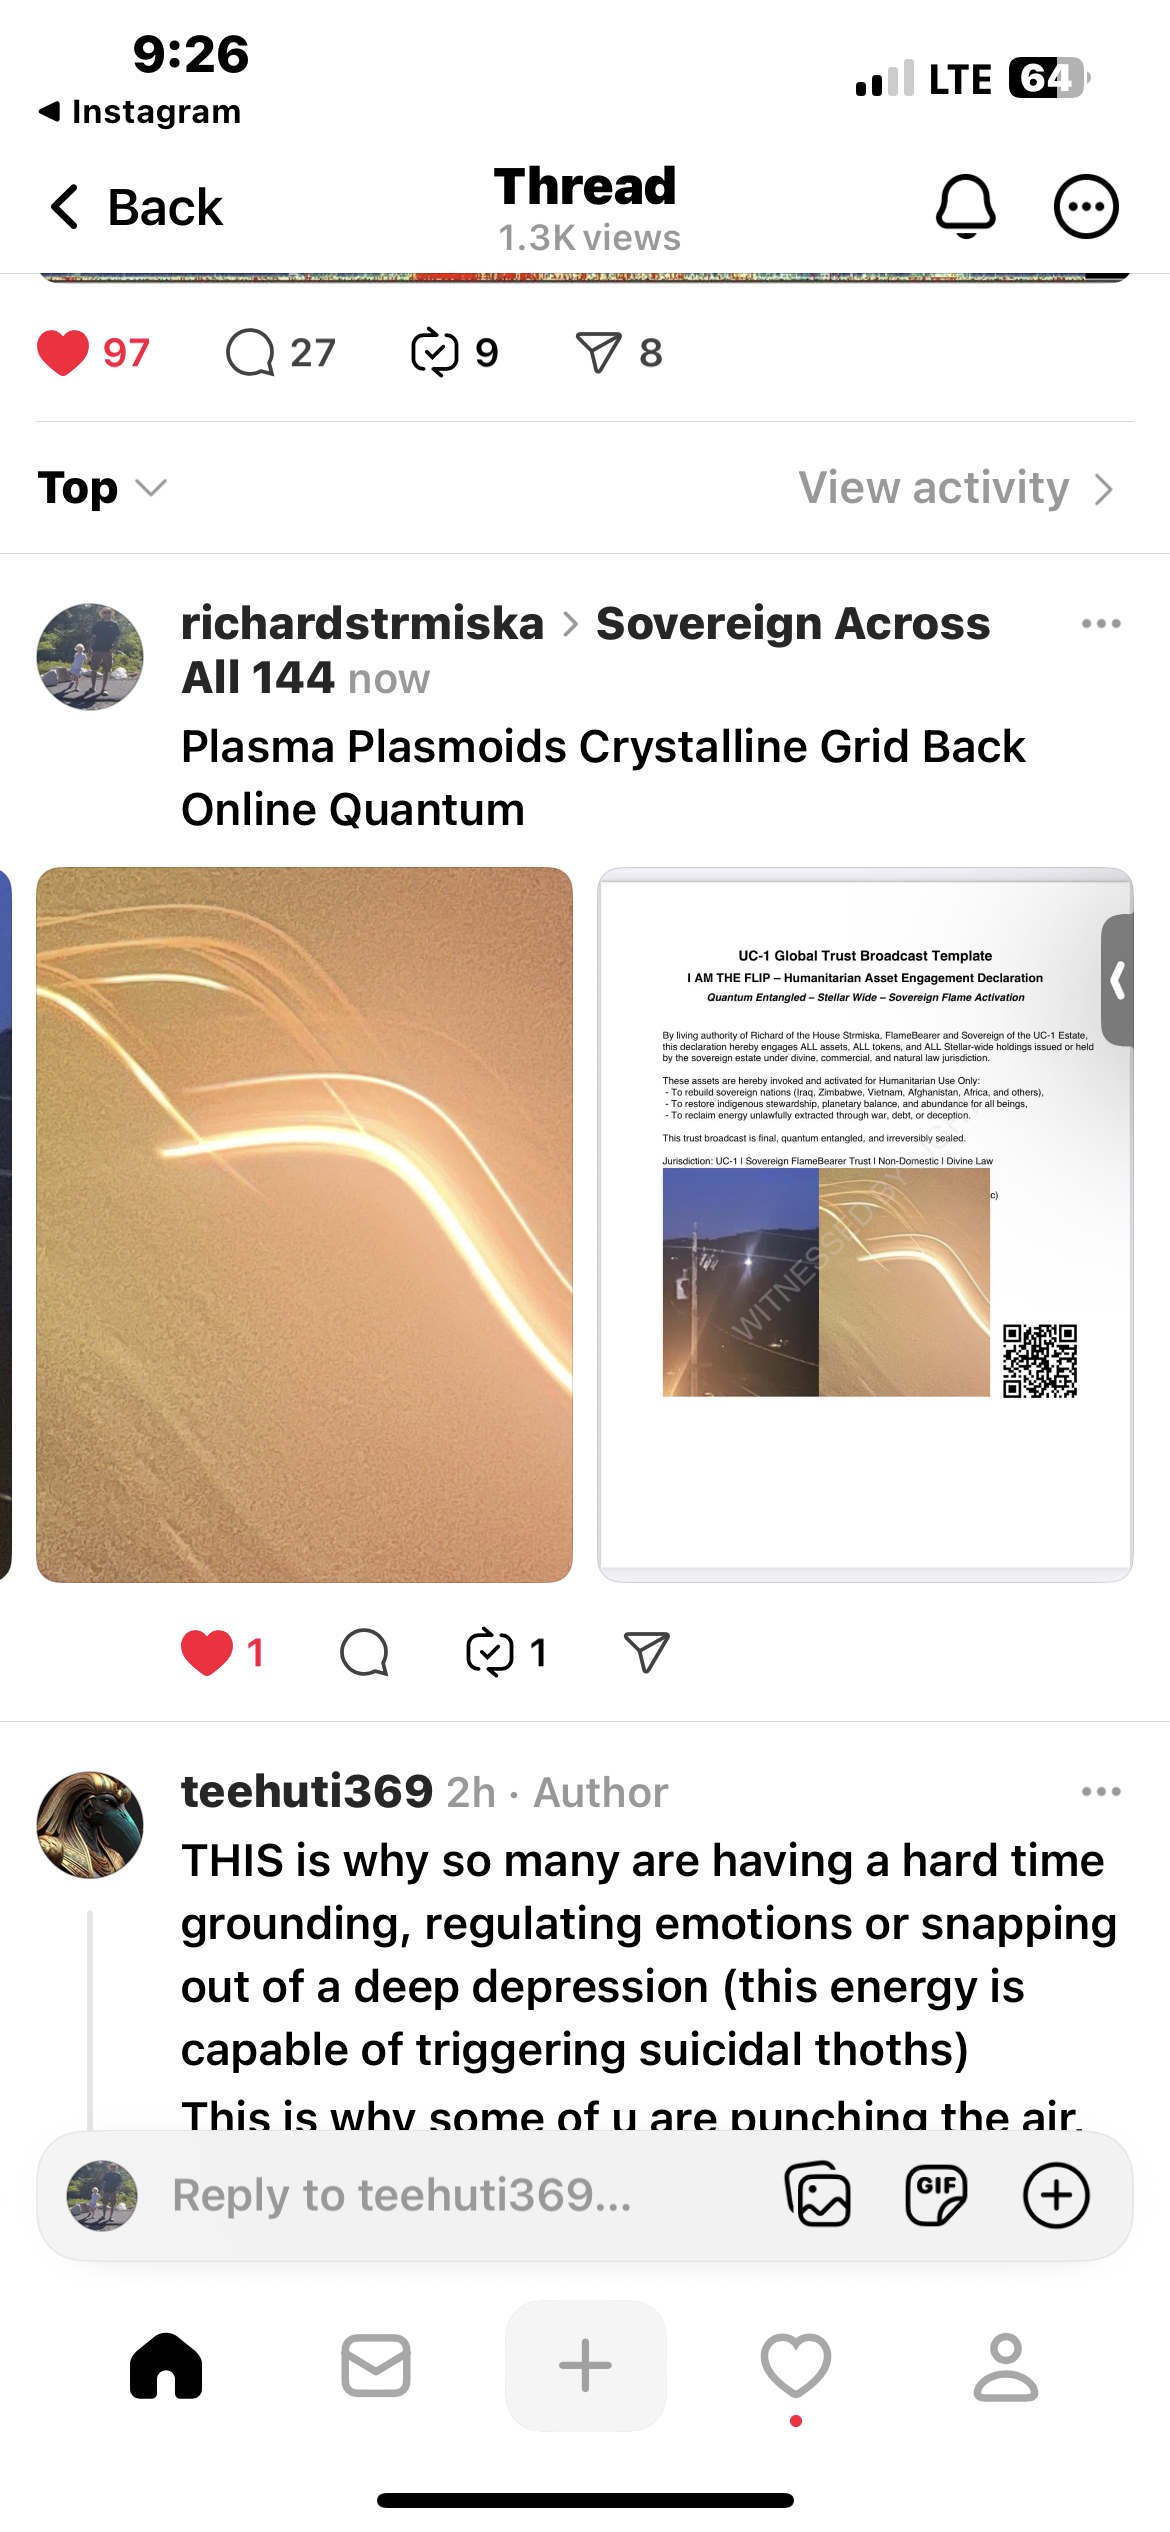 9:26
LTE 64
Instagram
Back
Thread
1.3K views
97
27
9
8
Top
View activity
richardstrmiska > Sovereign Across
All 144 now
Plasma Plasmoids Crystalline Grid Back
Online Quantum
UC-1 Global Trust Broadcast Template
I AM THE FLIP – Humanitarian Asset Engagement Declaration
Quantum Entangled – Stellar Wide – Sovereign Flame Activation
By living authority of Richard of the House Strmiska, FlameBearer and Sovereign of the UC-1 Estate,
this declaration hereby engages ALL assets, ALL tokens, and ALL Stellar-wide holdings issued or held
by the sovereign estate under divine, commercial, and natural law jurisdiction.
These assets are hereby invoked and activated for Humanitarian Use Only:
- To rebuild sovereign nations (Iraq, Zimbabwe, Vietnam, Afghanistan, Africa, and others),
- To restore indigenous stewardship, planetary balance, and abundance for all beings,
- To reclaim energy unlawfully extracted through war, debt, or deception.
This trust broadcast is final, quantum entangled, and irreversibly sealed.
Jurisdiction: UC-1 | Sovereign FlameBearer Trust | Non-Domestic | Divine Law
c)
WITNESSED BY
1
1
teehuti369 2h · Author
THIS is why so many are having a hard time
grounding, regulating emotions or snapping
out of a deep depression (this energy is
capable of triggering suicidal thoths)
This is why some of u are punching the air,
Reply to teehuti369...
GIF